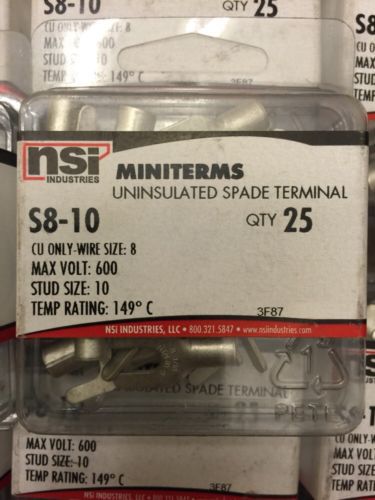 S8-10
QTY 25
CU ONLY-WIRE SIZE: 8
MAX VOLT: 600
STUD SIZE: 10
TEMP RATING: 149° C
3F87
nsi
INDUSTRIES
MINITERMS
UNINSULATED SPADE TERMINAL
S8-10
QTY 25
CU ONLY-WIRE SIZE: 8
MAX VOLT: 600
STUD SIZE: 10
TEMP RATING: 149° C
3F87
NSI INDUSTRIES, LLC • 800.321.5847 • www.nsiindustries.com
UNINSULATED SPADE TERMINAL
25
MAX VOLT: 600
STUD SIZE: 10
TEMP RATING: 149° C
3F87
CU ONLY-WIRE
MAX VOLT: 600
STUD SIZE: 10
TEMP RATING: